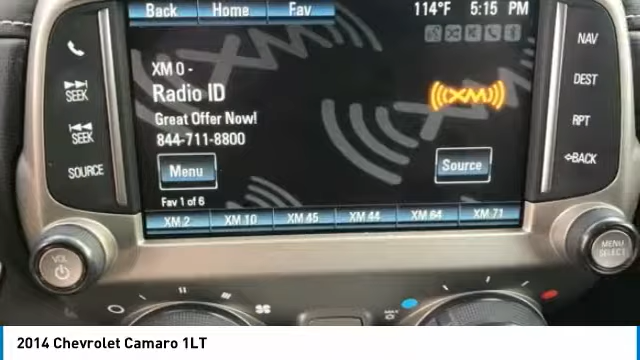 Back Home Fav 114°F 5:15 PM
XM 0 -
Radio ID
Great Offer Now!
844-711-8800
((XM))
Menu
Source
Fav 1 of 6
XM 2 XM 10 XM 45 XM 44 XM 64 XM 71
SEEK
SEEK
SOURCE
VOL
NAV
DEST
RPT
BACK
MENU
SELECT
MAX
2014 Chevrolet Camaro 1LT